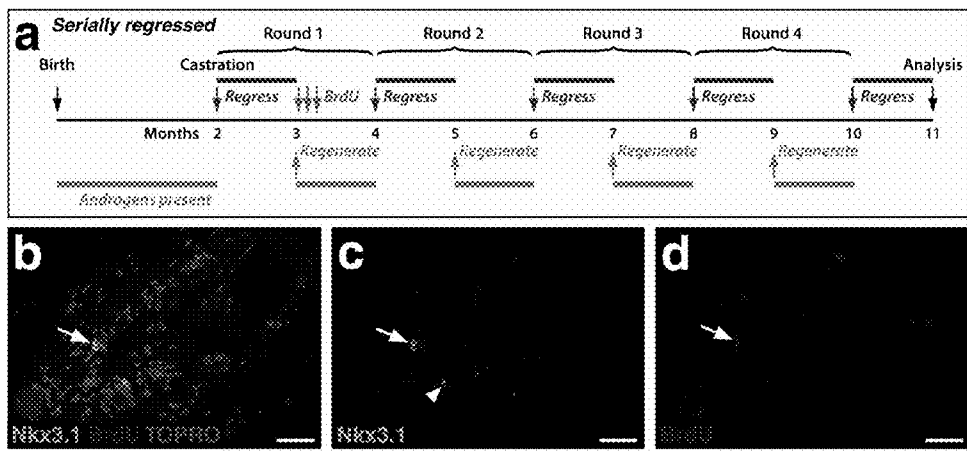 a Serially regressed
Round 1 Round 2 Round 3 Round 4
Birth Castration Analysis
Regress BrdU Regress Regress Regress Regress
Months 2 3 4 5 6 7 8 9 10 11
Regenerate Regenerate Regenerate Regenerate
Androgens present
b c d
Nkx3.1 BrdU TOPRO Nkx3.1 BrdU